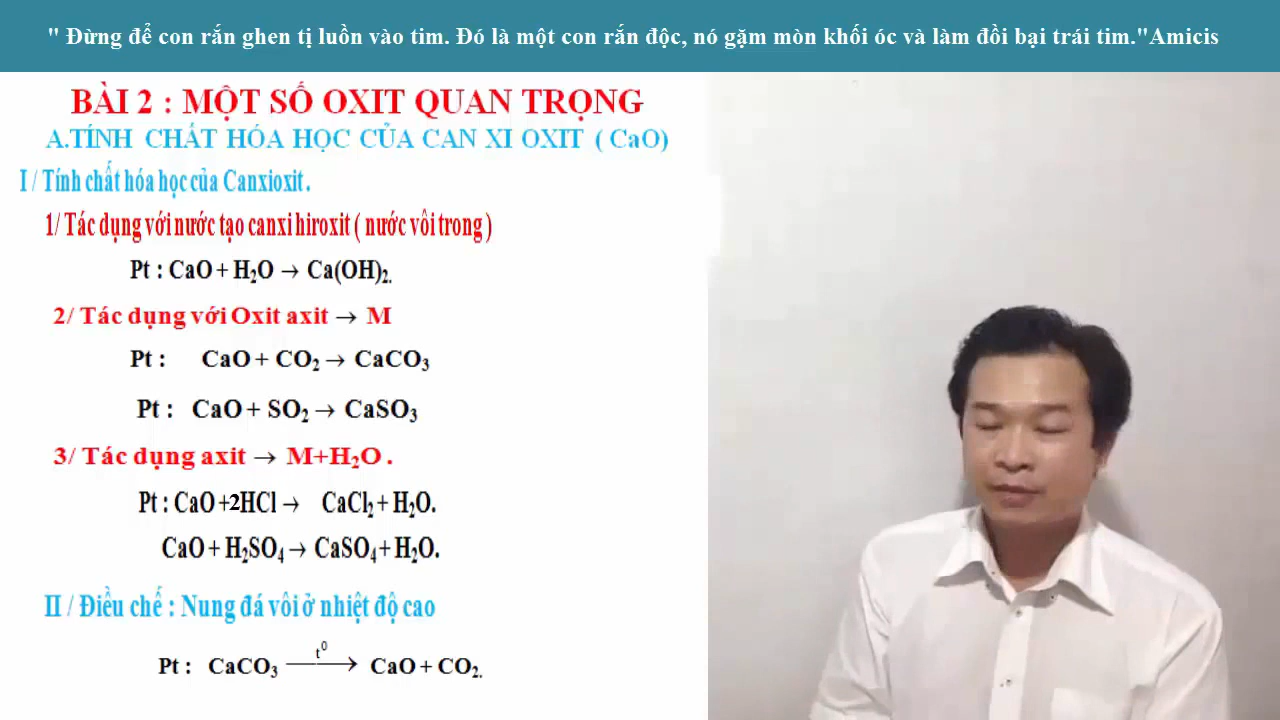 " Đừng để con rắn ghen tị luồn vào tim. Đó là một con rắn độc, nó gặm mòn khối óc và làm đồi bại trái tim."Amicis
BÀI 2 : MỘT SỐ OXIT QUAN TRỌNG
A.TÍNH CHẤT HÓA HỌC CỦA CAN XI OXIT ( CaO)
I / Tính chất hóa học của Canxioxit .
1/ Tác dụng với nước tạo canxi hiroxit ( nước vôi trong )
Pt : CaO + H₂O → Ca(OH)₂.
2/ Tác dụng với Oxit axit → M
Pt : CaO + CO₂ → CaCO₃
Pt : CaO + SO₂ → CaSO₃
3/ Tác dụng axit → M+H₂O .
Pt : CaO +2HCl → CaCl₂ + H₂O.
CaO + H₂SO₄ → CaSO₄ + H₂O.
II / Điều chế : Nung đá vôi ở nhiệt độ cao
t⁰
Pt : CaCO₃ ⟶ CaO + CO₂.